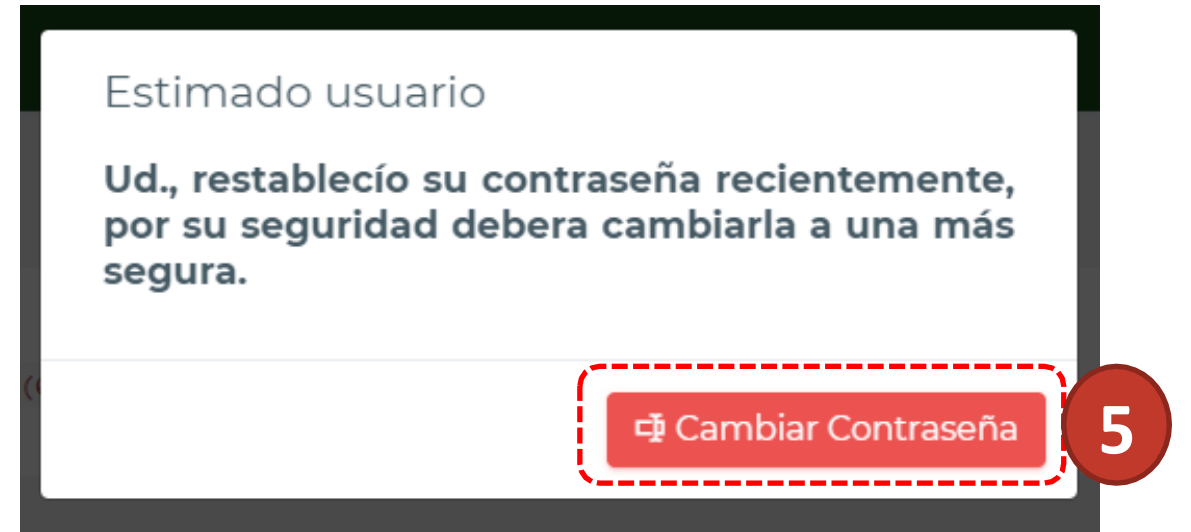 Estimado usuario
Ud., restablecío su contraseña recientemente,
por su seguridad debera cambiarla a una más
segura.
Cambiar Contraseña
5